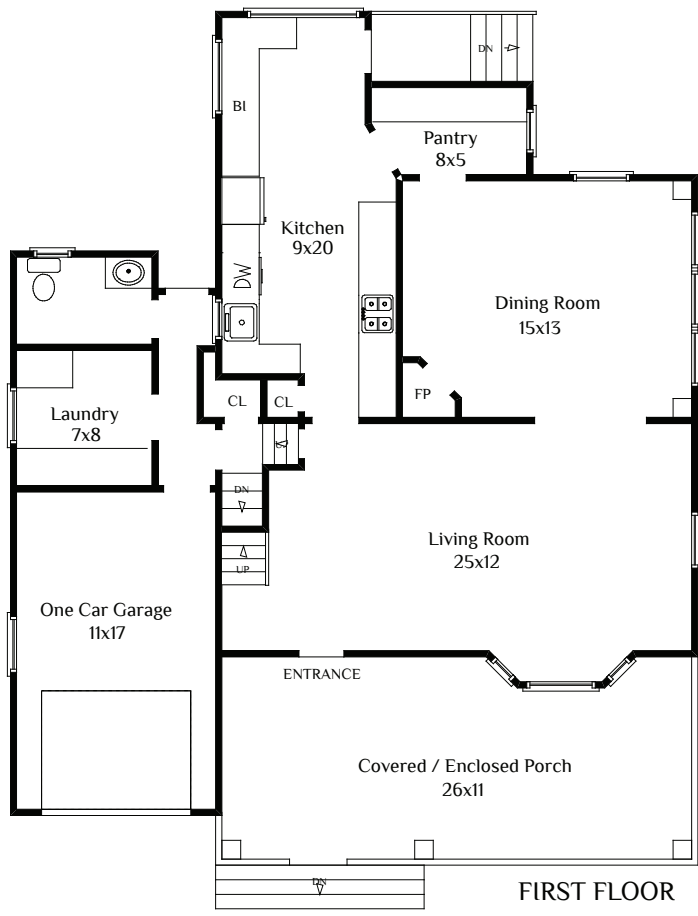 DN
BI
Pantry
8x5
Kitchen
9x20
DW
Dining Room
15x13
Laundry
7x8
CL
CL
FP
DN
Living Room
25x12
UP
One Car Garage
11x17
ENTRANCE
Covered / Enclosed Porch
26x11
DN
FIRST FLOOR